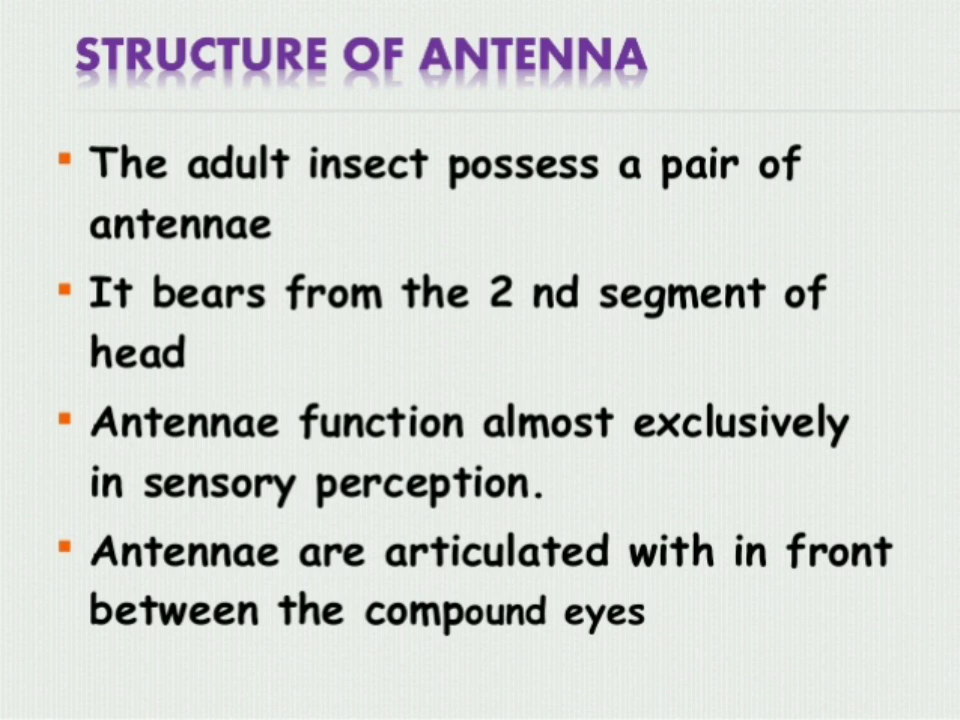 STRUCTURE OF ANTENNA
▪ The adult insect possess a pair of
antennae
▪ It bears from the 2 nd segment of
head
▪ Antennae function almost exclusively
in sensory perception.
▪ Antennae are articulated with in front
between the compound eyes